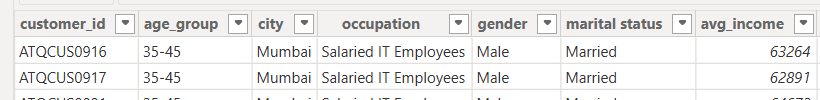 customer_id age_group city occupation gender marital status avg_income
ATQCUS0916 35-45 Mumbai Salaried IT Employees Male Married 63264
ATQCUS0917 35-45 Mumbai Salaried IT Employees Male Married 62891